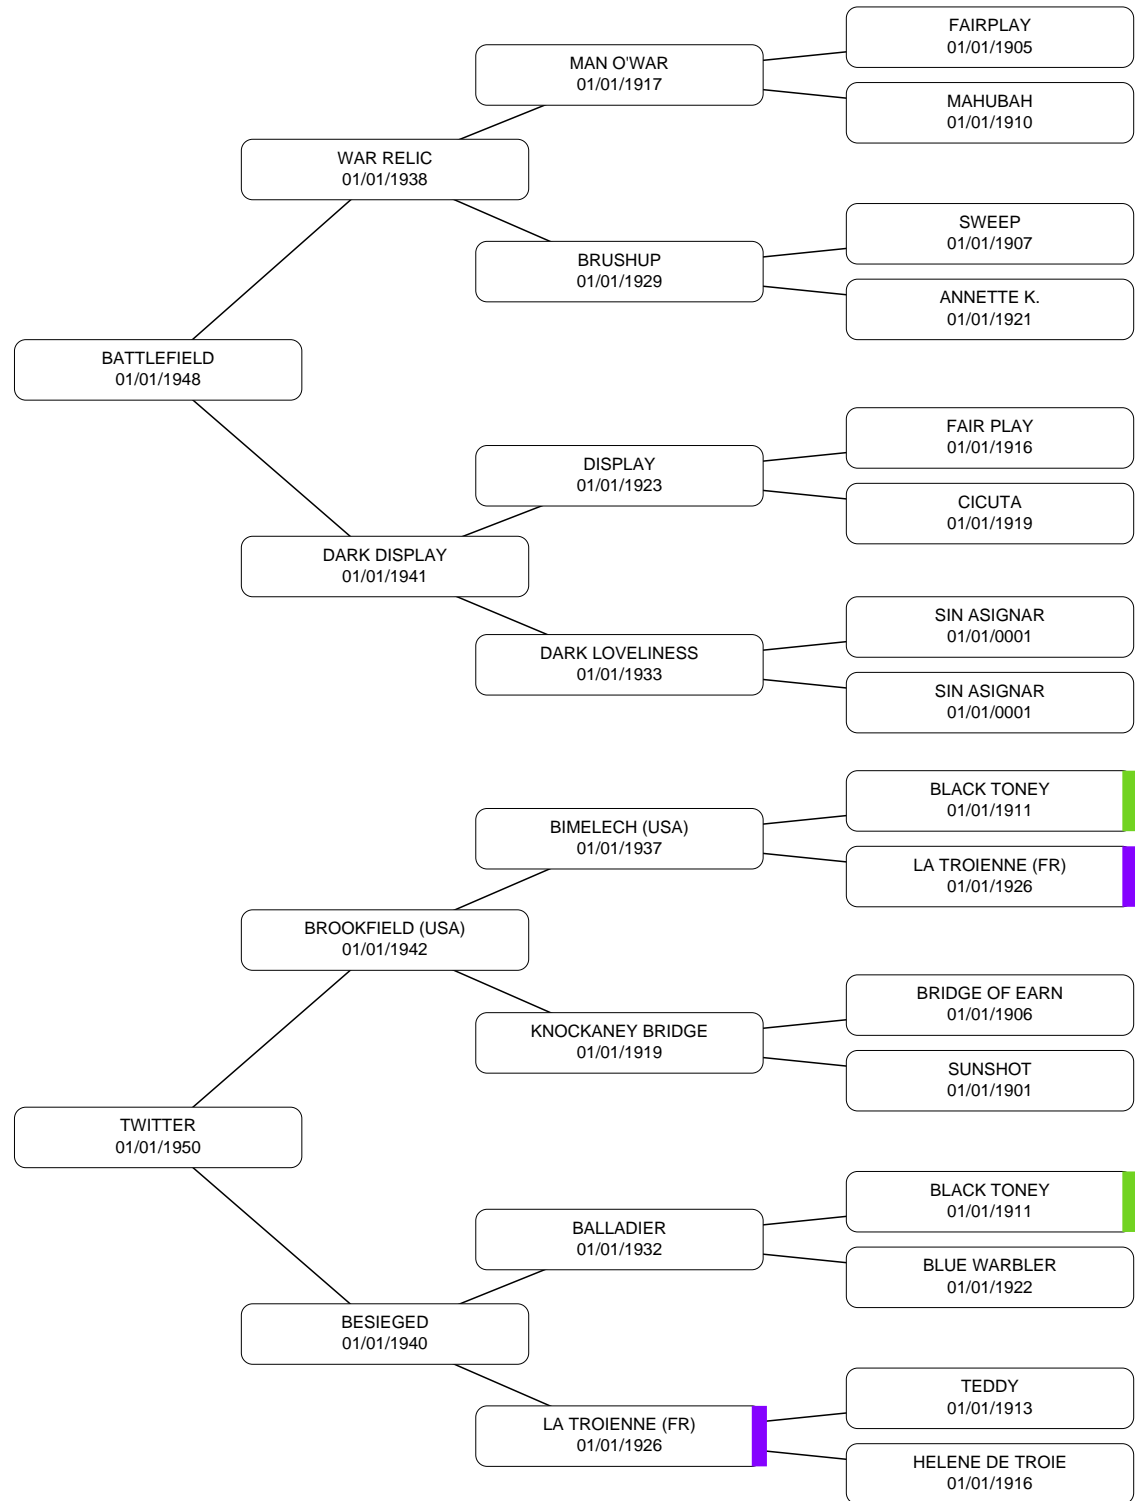 FAIRPLAY
01/01/1905
MAN O'WAR
01/01/1917
MAHUBAH
01/01/1910
WAR RELIC
01/01/1938
SWEEP
01/01/1907
BRUSHUP
01/01/1929
ANNETTE K.
01/01/1921
BATTLEFIELD
01/01/1948
FAIR PLAY
01/01/1916
DISPLAY
01/01/1923
CICUTA
01/01/1919
DARK DISPLAY
01/01/1941
SIN ASIGNAR
01/01/0001
DARK LOVELINESS
01/01/1933
SIN ASIGNAR
01/01/0001
BLACK TONEY
01/01/1911
BIMELECH (USA)
01/01/1937
LA TROIENNE (FR)
01/01/1926
BROOKFIELD (USA)
01/01/1942
BRIDGE OF EARN
01/01/1906
KNOCKANEY BRIDGE
01/01/1919
SUNSHOT
01/01/1901
TWITTER
01/01/1950
BLACK TONEY
01/01/1911
BALLADIER
01/01/1932
BLUE WARBLER
01/01/1922
BESIEGED
01/01/1940
TEDDY
01/01/1913
LA TROIENNE (FR)
01/01/1926
HELENE DE TROIE
01/01/1916